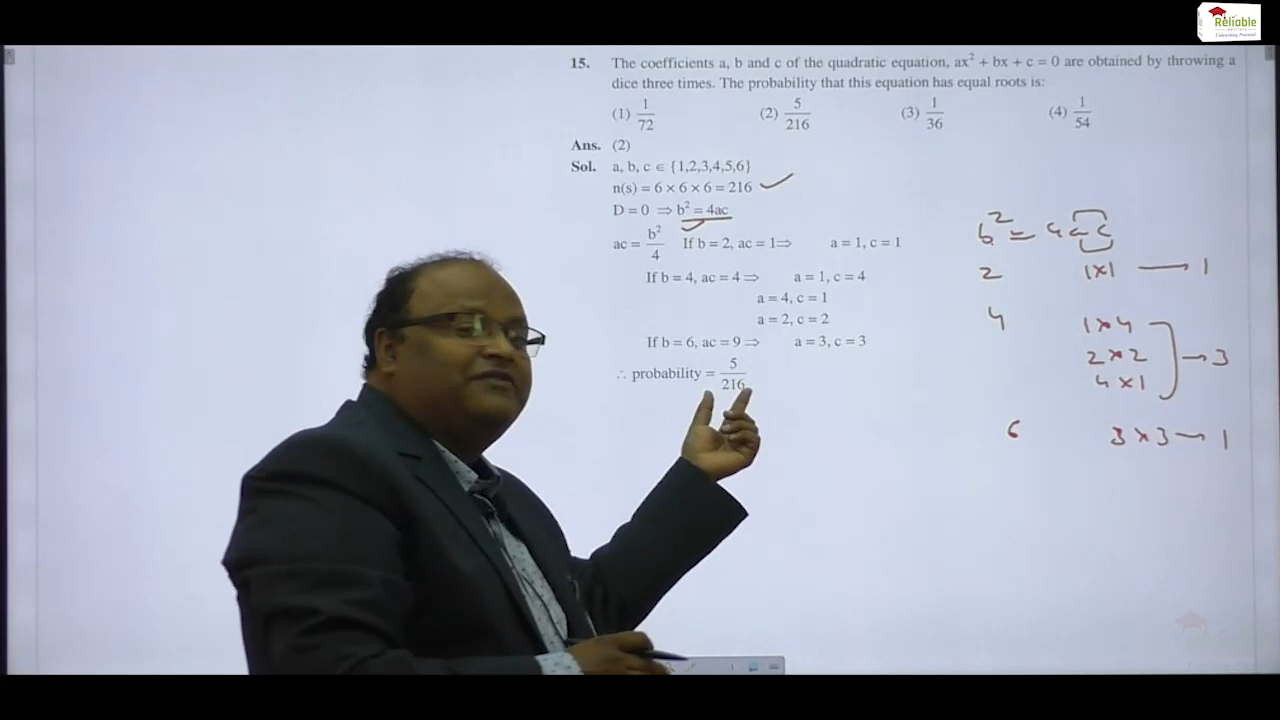 Reliable
INSTITUTE
Unleashing Potential
15. The coefficients a, b and c of the quadratic equation, ax² + bx + c = 0 are obtained by throwing a
dice three times. The probability that this equation has equal roots is:
(1) 1/72 (2) 5/216 (3) 1/36 (4) 1/54
Ans. (2)
Sol. a, b, c ∈ {1,2,3,4,5,6}
n(s) = 6 × 6 × 6 = 216
D = 0 ⇒ b² = 4ac
ac = b²/4 If b = 2, ac = 1⇒ a = 1, c = 1
If b = 4, ac = 4 ⇒ a = 1, c = 4
a = 4, c = 1
a = 2, c = 2
If b = 6, ac = 9 ⇒ a = 3, c = 3
∴ probability = 5/216
b² = 4ac
2 1×1 → 1
4 1×4
2×2 → 3
4×1
6 3×3 → 1